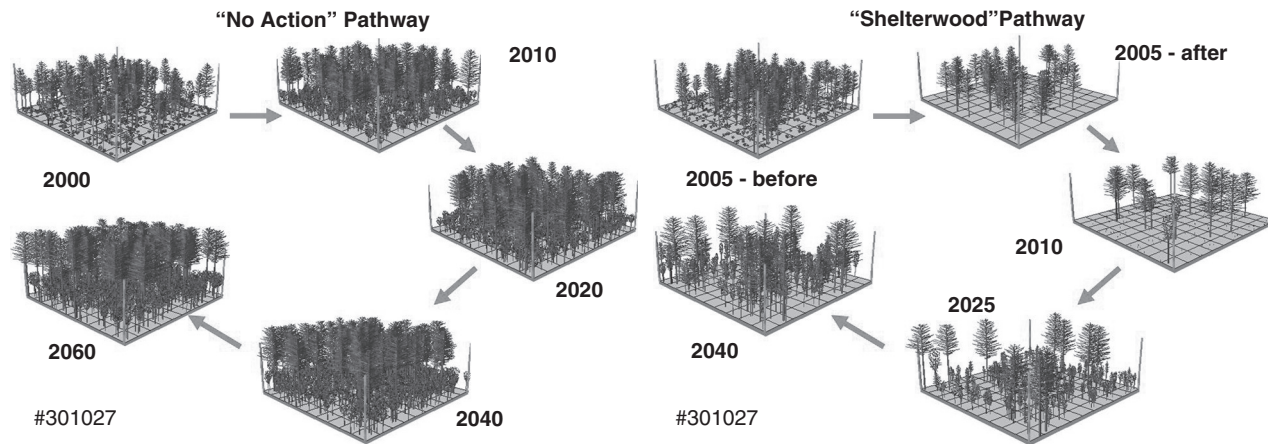 “No Action” Pathway
2000
2010
2020
2040
2060
#301027
“Shelterwood”Pathway
2005 - before
2005 - after
2010
2025
2040
#301027